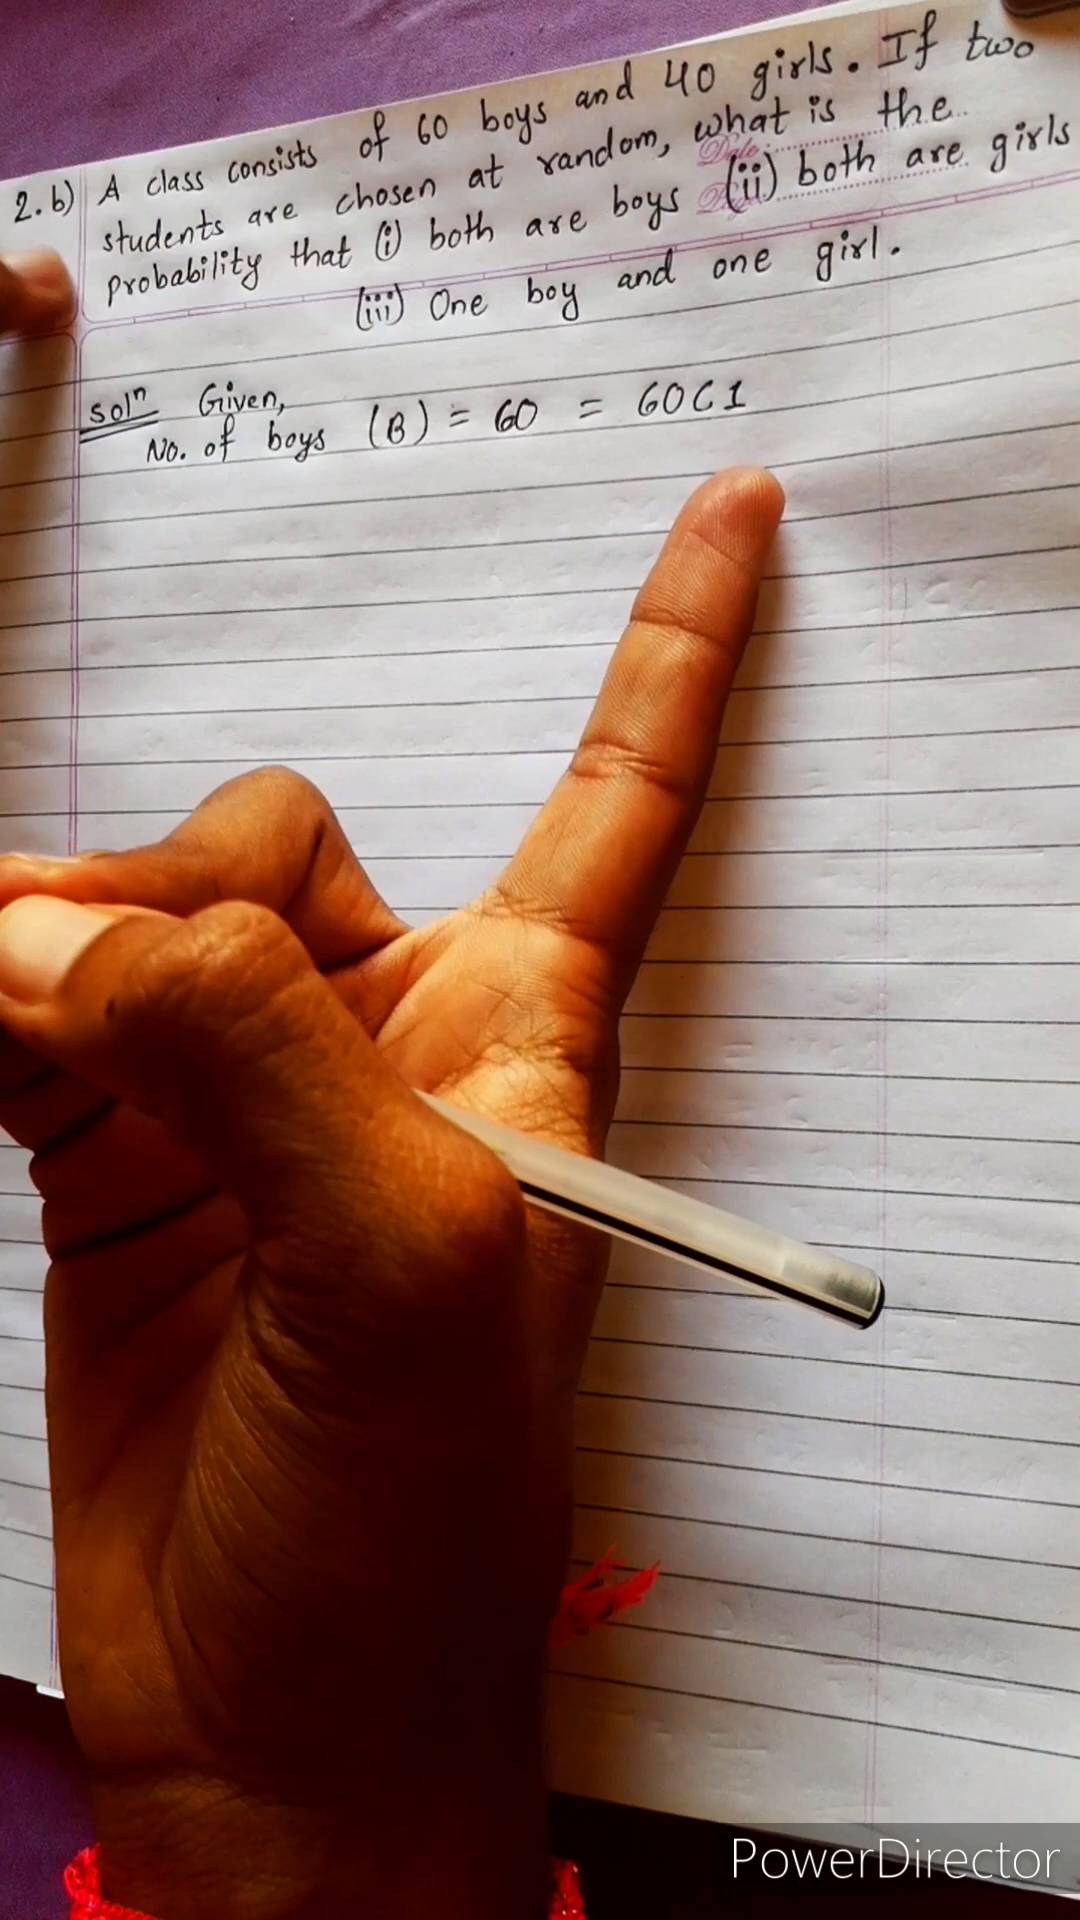 2.b) A class consists of 60 boys and 40 girls. If two
students are chosen at random, what is the
probability that (i) both are boys (ii) both are girls
(iii) One boy and one girl.
Date:
Soln Given,
No. of boys (B) = 60 = 60C1
PowerDirector